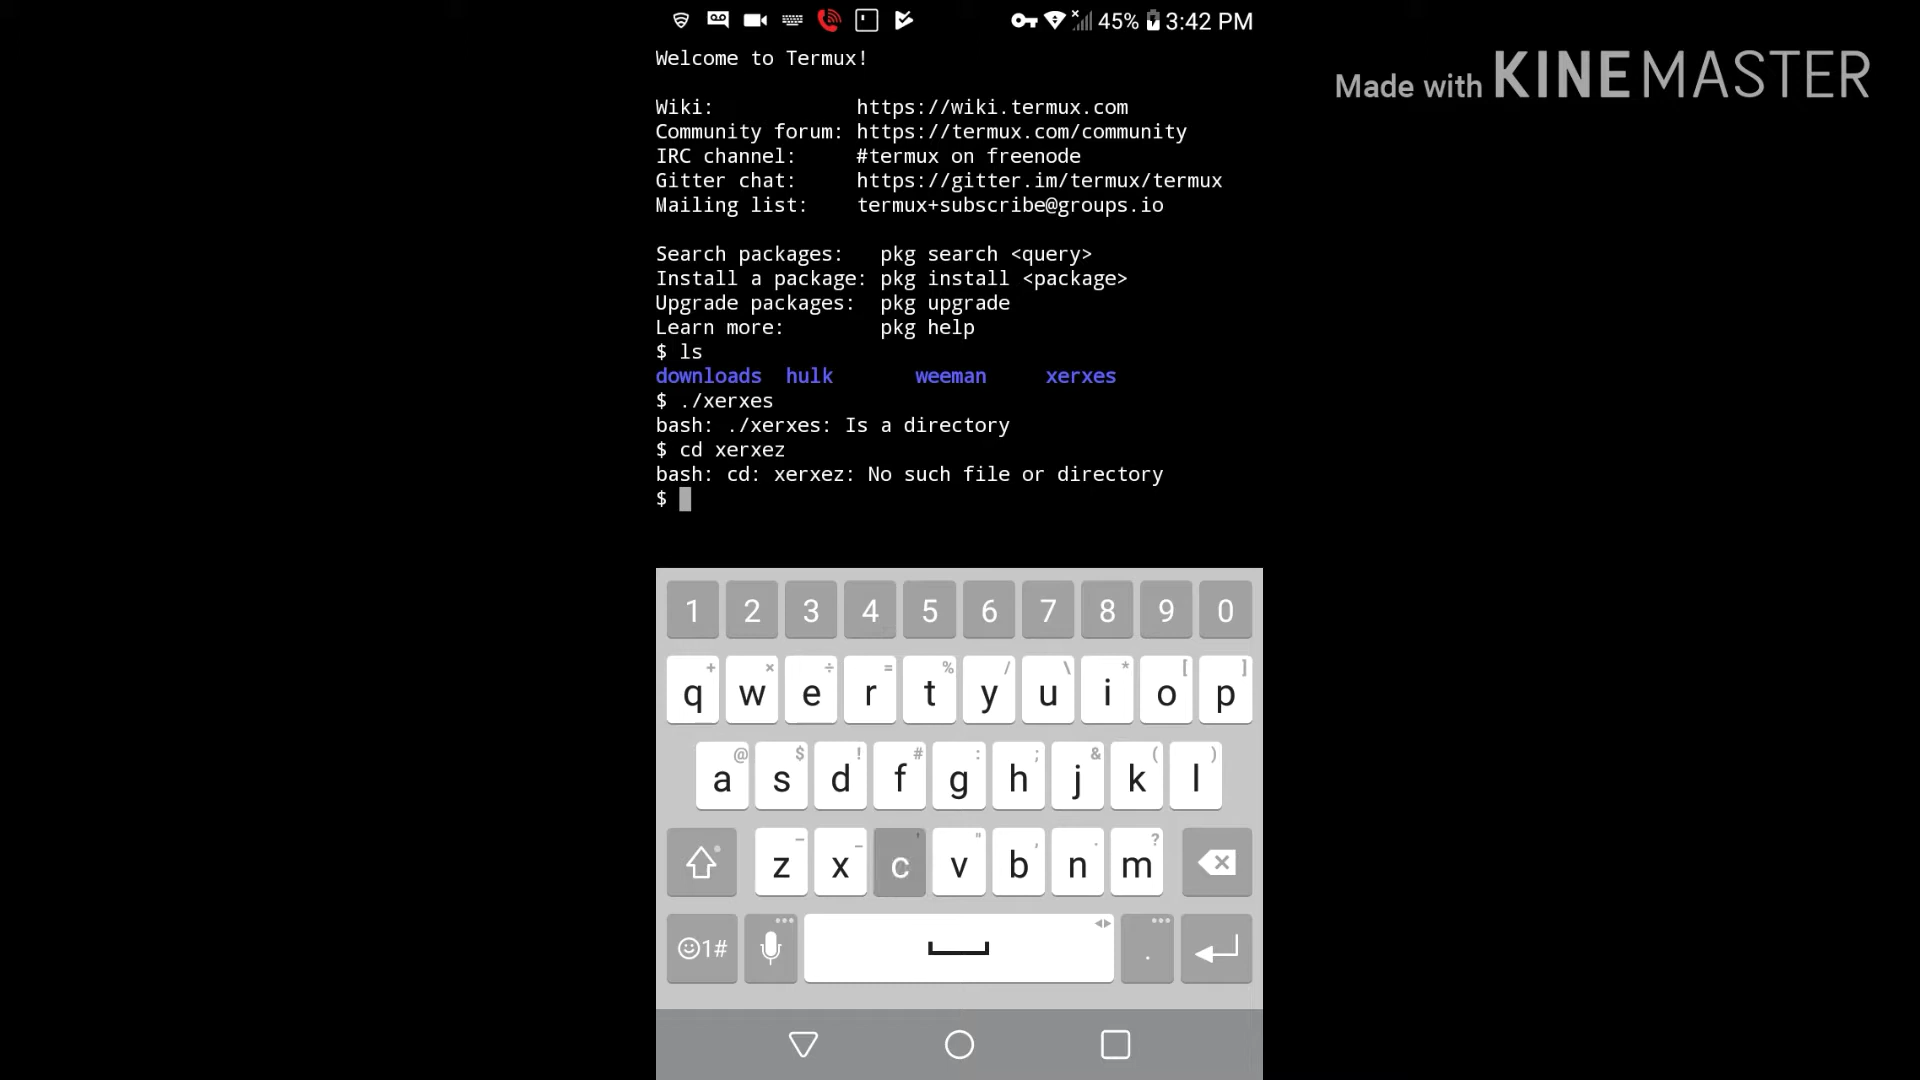 45% 3:42 PM
Made with KINEMASTER
Welcome to Termux!
Wiki: https://wiki.termux.com
Community forum: https://termux.com/community
IRC channel: #termux on freenode
Gitter chat: https://gitter.im/termux/termux
Mailing list: termux+subscribe@groups.io
Search packages: pkg search <query>
Install a package: pkg install <package>
Upgrade packages: pkg upgrade
Learn more: pkg help
$ ls
downloads hulk weeman xerxes
$ ./xerxes
bash: ./xerxes: Is a directory
$ cd xerxez
bash: cd: xerxez: No such file or directory
$
1 2 3 4 5 6 7 8 9 0
+ × ÷ = % / \ * [ ]
q w e r t y u i o p
@ $ ! # : ; & ( )
a s d f g h j k l
– _ ' " , . ?
z x c v b n m
☺1# .